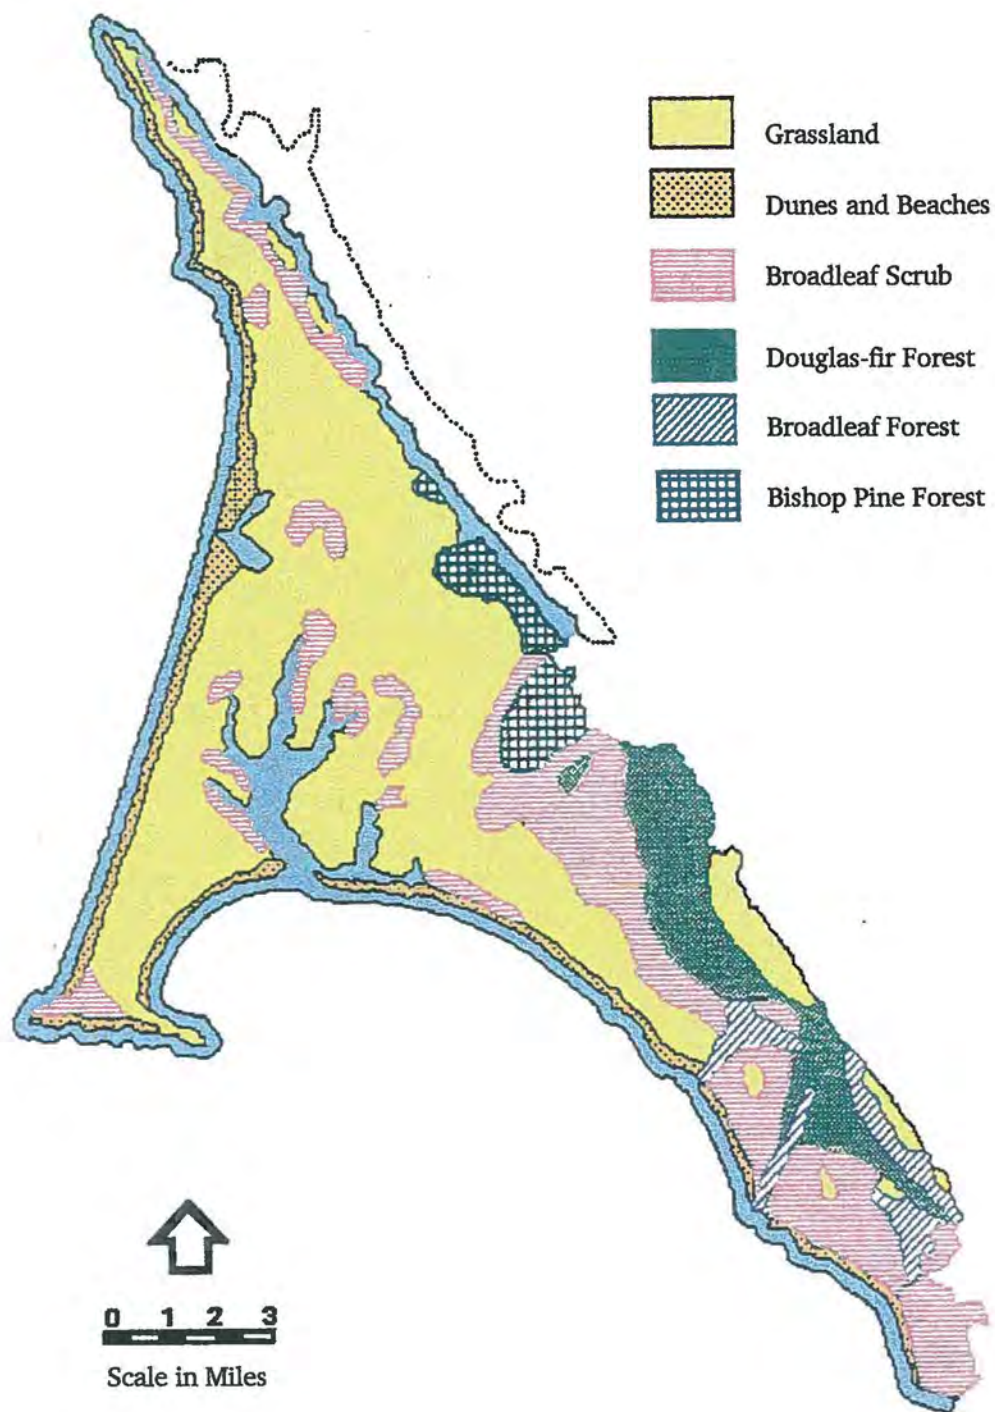 Grassland
Dunes and Beaches
Broadleaf Scrub
Douglas-fir Forest
Broadleaf Forest
Bishop Pine Forest
0 1 2 3
Scale in Miles